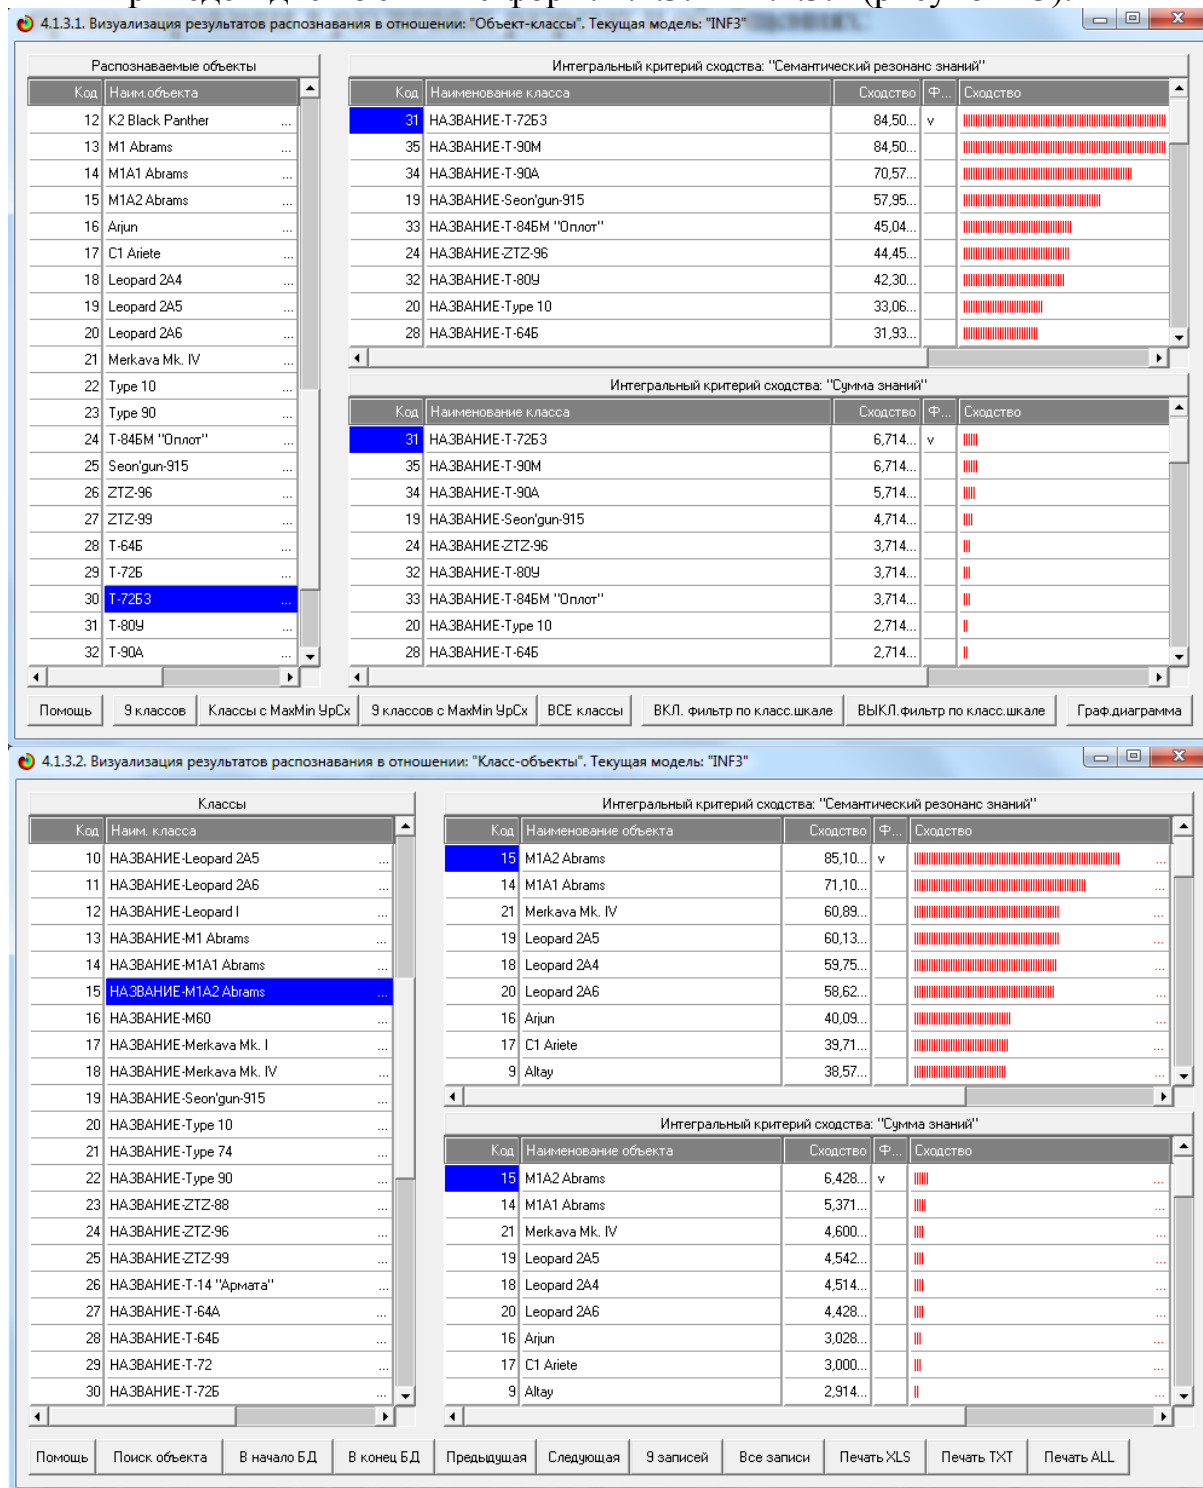 4.1.3.1. Визуализация результатов распознавания в отношении: "Объект-классы". Текущая модель: "INF3"
Распознаваемые объекты
Код Наим.объекта
12 K2 Black Panther ...
13 M1 Abrams ...
14 M1A1 Abrams ...
15 M1A2 Abrams ...
16 Arjun ...
17 C1 Ariete ...
18 Leopard 2A4 ...
19 Leopard 2A5 ...
20 Leopard 2A6 ...
21 Merkava Mk. IV ...
22 Type 10 ...
23 Type 90 ...
24 Т-84БМ "Оплот" ...
25 Seon'gun-915 ...
26 ZTZ-96 ...
27 ZTZ-99 ...
28 Т-64Б ...
29 Т-72Б ...
30 Т-72Б3 ...
31 Т-80У ...
32 Т-90А ...
Интегральный критерий сходства: "Семантический резонанс знаний"
Код Наименование класса Сходство Ф... Сходство
31 НАЗВАНИЕ-Т-72Б3 84,50... v
35 НАЗВАНИЕ-Т-90М 84,50...
34 НАЗВАНИЕ-Т-90А 70,57...
19 НАЗВАНИЕ-Seon'gun-915 57,95...
33 НАЗВАНИЕ-Т-84БМ "Оплот" 45,04...
24 НАЗВАНИЕ-ZTZ-96 44,45...
32 НАЗВАНИЕ-Т-80У 42,30...
20 НАЗВАНИЕ-Type 10 33,06...
28 НАЗВАНИЕ-Т-64Б 31,93...
Интегральный критерий сходства: "Сумма знаний"
Код Наименование класса Сходство Ф... Сходство
31 НАЗВАНИЕ-Т-72Б3 6,714... v
35 НАЗВАНИЕ-Т-90М 6,714...
34 НАЗВАНИЕ-Т-90А 5,714...
19 НАЗВАНИЕ-Seon'gun-915 4,714...
24 НАЗВАНИЕ-ZTZ-96 3,714...
32 НАЗВАНИЕ-Т-80У 3,714...
33 НАЗВАНИЕ-Т-84БМ "Оплот" 3,714...
20 НАЗВАНИЕ-Type 10 2,714...
28 НАЗВАНИЕ-Т-64Б 2,714...
Помощь 9 классов Классы с MaxMin УрСх 9 классов с MaxMin УрСх ВСЕ классы ВКЛ. фильтр по класс.шкале ВЫКЛ.фильтр по класс.шкале Граф.диаграмма
4.1.3.2. Визуализация результатов распознавания в отношении: "Класс-объекты". Текущая модель: "INF3"
Классы
Код Наим. класса
10 НАЗВАНИЕ-Leopard 2A5 ...
11 НАЗВАНИЕ-Leopard 2A6 ...
12 НАЗВАНИЕ-Leopard I ...
13 НАЗВАНИЕ-M1 Abrams ...
14 НАЗВАНИЕ-M1A1 Abrams ...
15 НАЗВАНИЕ-M1A2 Abrams ...
16 НАЗВАНИЕ-M60 ...
17 НАЗВАНИЕ-Merkava Mk. I ...
18 НАЗВАНИЕ-Merkava Mk. IV ...
19 НАЗВАНИЕ-Seon'gun-915 ...
20 НАЗВАНИЕ-Type 10 ...
21 НАЗВАНИЕ-Type 74 ...
22 НАЗВАНИЕ-Type 90 ...
23 НАЗВАНИЕ-ZTZ-88 ...
24 НАЗВАНИЕ-ZTZ-96 ...
25 НАЗВАНИЕ-ZTZ-99 ...
26 НАЗВАНИЕ-Т-14 "Армата" ...
27 НАЗВАНИЕ-Т-64А ...
28 НАЗВАНИЕ-Т-64Б ...
29 НАЗВАНИЕ-Т-72 ...
30 НАЗВАНИЕ-Т-72Б ...
Интегральный критерий сходства: "Семантический резонанс знаний"
Код Наименование объекта Сходство Ф... Сходство
15 M1A2 Abrams 85,10... v ...
14 M1A1 Abrams 71,10... ...
21 Merkava Mk. IV 60,89... ...
19 Leopard 2A5 60,13... ...
18 Leopard 2A4 59,75... ...
20 Leopard 2A6 58,62... ...
16 Arjun 40,09... ...
17 C1 Ariete 39,71... ...
9 Altay 38,57... ...
Интегральный критерий сходства: "Сумма знаний"
Код Наименование объекта Сходство Ф... Сходство
15 M1A2 Abrams 6,428... v ...
14 M1A1 Abrams 5,371... ...
21 Merkava Mk. IV 4,600... ...
19 Leopard 2A5 4,542... ...
18 Leopard 2A4 4,514... ...
20 Leopard 2A6 4,428... ...
16 Arjun 3,028... ...
17 C1 Ariete 3,000... ...
9 Altay 2,914... ...
Помощь Поиск объекта В начало БД В конец БД Предыдущая Следующая 9 записей Все записи Печать XLS Печать TXT Печать ALL